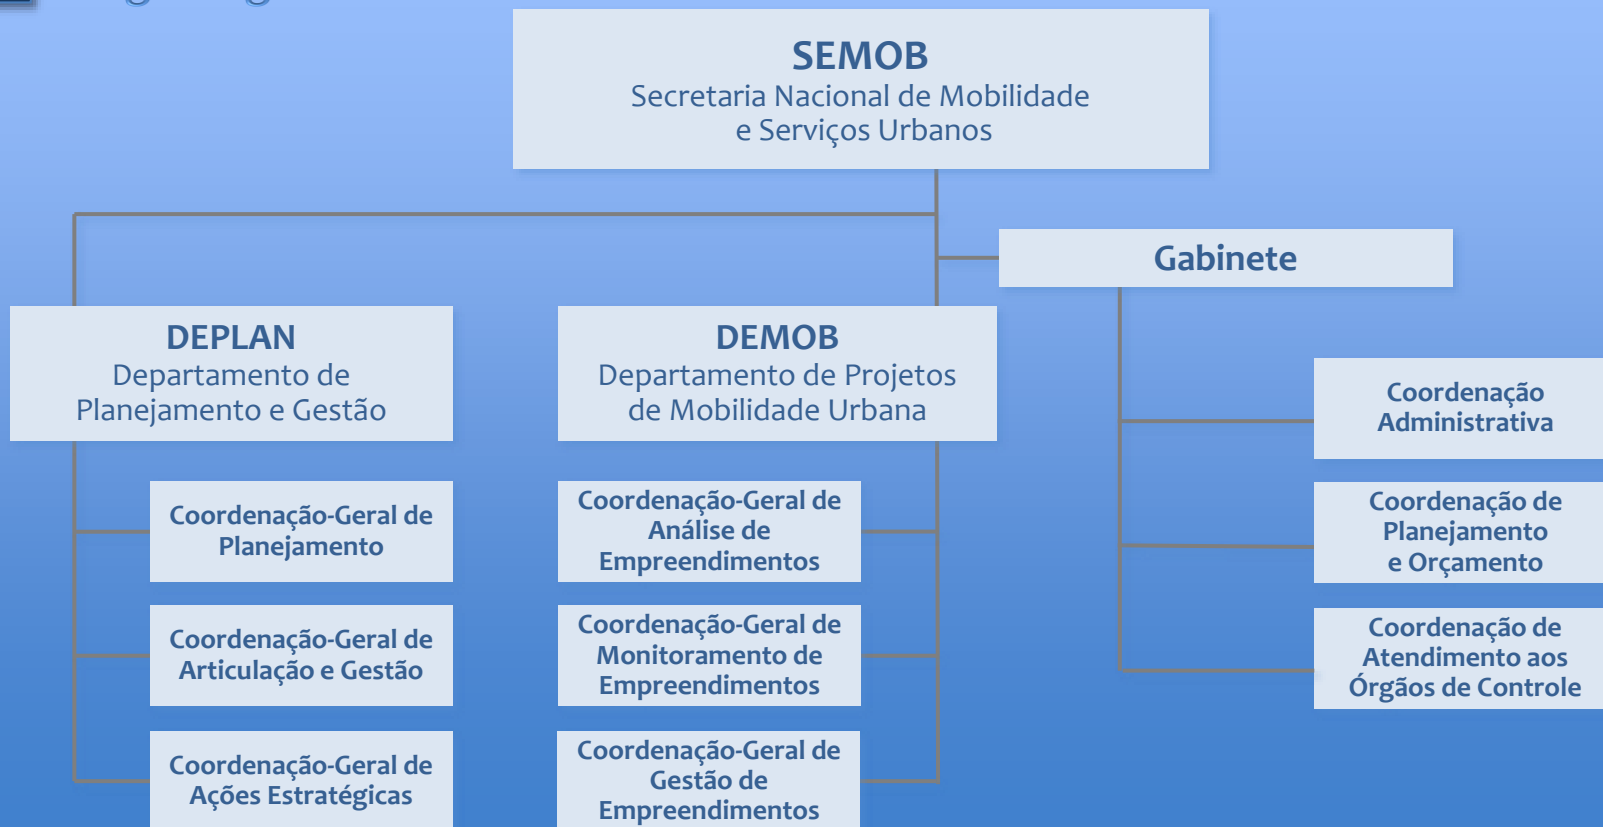 SEMOB
Secretaria Nacional de Mobilidade
e Serviços Urbanos
Gabinete
DEPLAN
Departamento de
Planejamento e Gestão
DEMOB
Departamento de Projetos
de Mobilidade Urbana
Coordenação
Administrativa
Coordenação-Geral de
Planejamento
Coordenação-Geral de
Análise de
Empreendimentos
Coordenação de
Planejamento
e Orçamento
Coordenação-Geral de
Articulação e Gestão
Coordenação-Geral de
Monitoramento de
Empreendimentos
Coordenação de
Atendimento aos
Órgãos de Controle
Coordenação-Geral de
Ações Estratégicas
Coordenação-Geral de
Gestão de
Empreendimentos